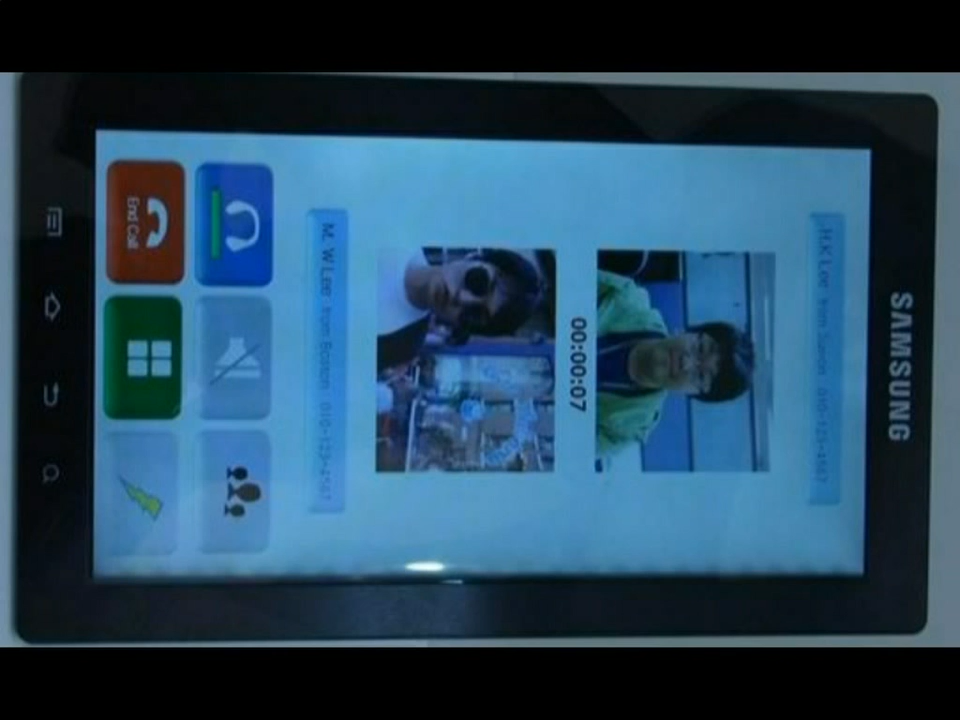 SAMSUNG
H.K Lee from Suwon 010-123-4567
00:00:07
M. W Lee from Boston 010-123-4567
End Call